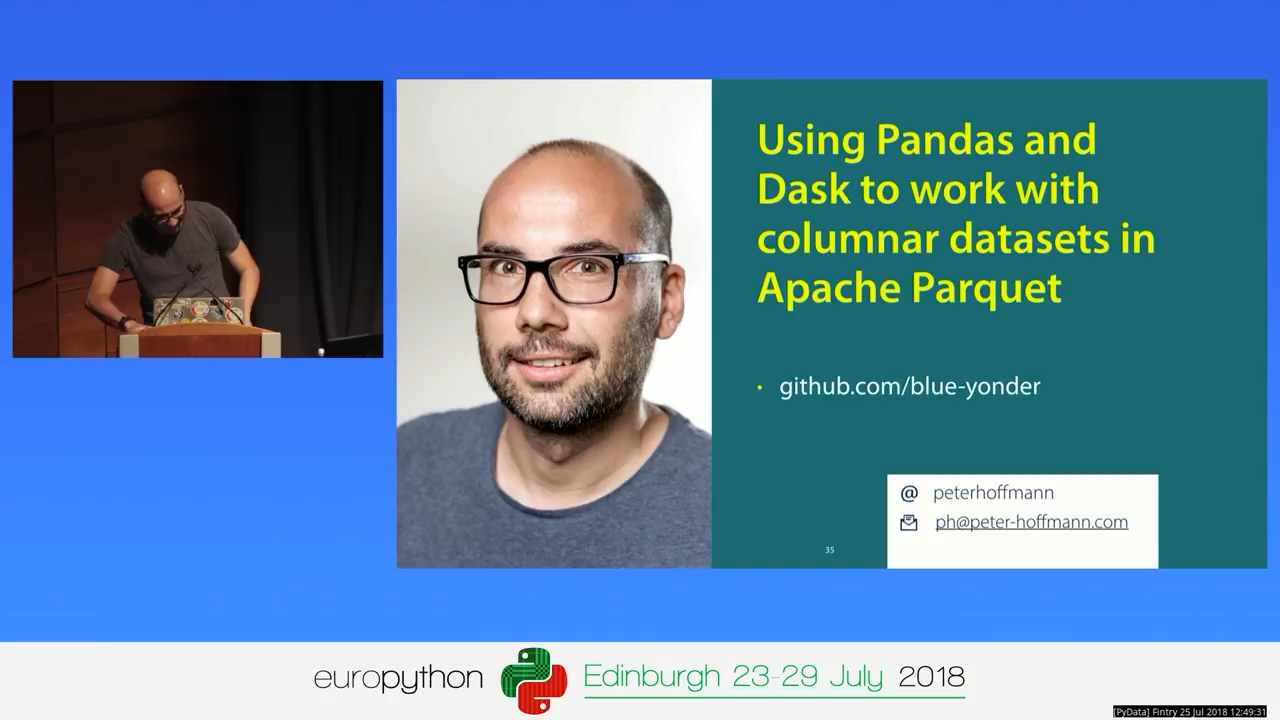 Using Pandas and
Dask to work with
columnar datasets in
Apache Parquet
• github.com/blue-yonder
@ peterhoffmann
ph@peter-hoffmann.com
35
europython Edinburgh 23-29 July 2018
[PyData] Fintry 25 Jul 2018 12:49:31